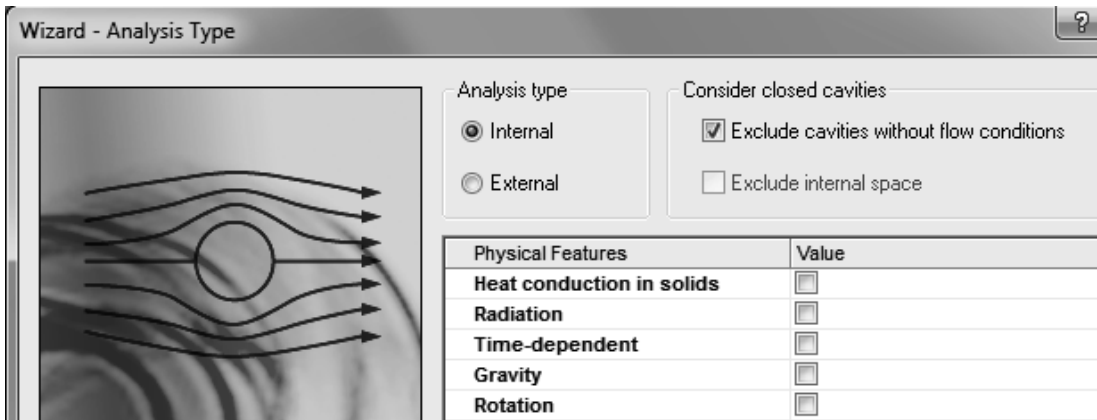 Wizard - Analysis Type
?
Analysis type
Internal
External
Consider closed cavities
Exclude cavities without flow conditions
Exclude internal space
Physical Features Value
Heat conduction in solids
Radiation
Time-dependent
Gravity
Rotation